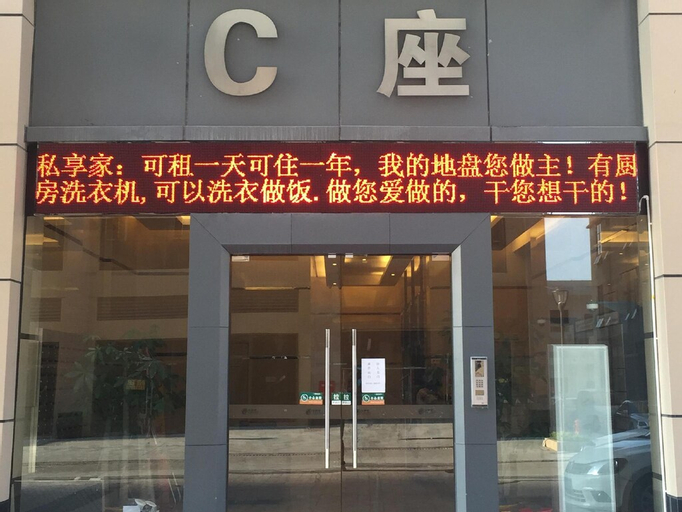 C 座
私享家：可租一天可住一年，我的地盘您做主！有厨
房洗衣机,可以洗衣做饭.做您爱做的，干您想干的！